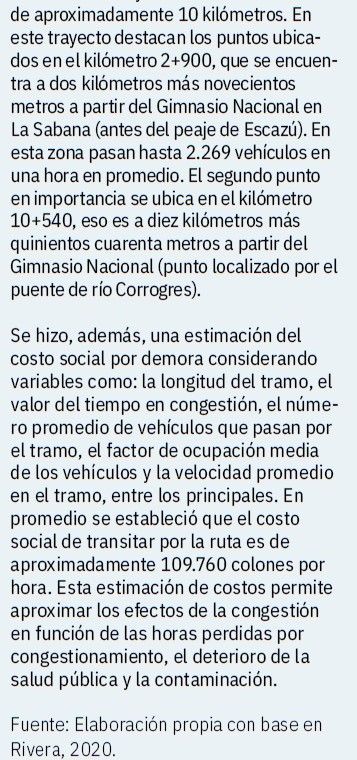 de aproximadamente 10 kilómetros. En
este trayecto destacan los puntos ubica-
dos en el kilómetro 2+900, que se encuen-
tra a dos kilómetros más novecientos
metros a partir del Gimnasio Nacional en
La Sabana (antes del peaje de Escazú). En
esta zona pasan hasta 2.269 vehículos en
una hora en promedio. El segundo punto
en importancia se ubica en el kilómetro
10+540, eso es a diez kilómetros más
quinientos cuarenta metros a partir del
Gimnasio Nacional (punto localizado por el
puente de río Corrogres).

Se hizo, además, una estimación del
costo social por demora considerando
variables como: la longitud del tramo, el
valor del tiempo en congestión, el núme-
ro promedio de vehículos que pasan por
el tramo, el factor de ocupación media
de los vehículos y la velocidad promedio
en el tramo, entre los principales. En
promedio se estableció que el costo
social de transitar por la ruta es de
aproximadamente 109.760 colones por
hora. Esta estimación de costos permite
aproximar los efectos de la congestión
en función de las horas perdidas por
congestionamiento, el deterioro de la
salud pública y la contaminación.

Fuente: Elaboración propia con base en
Rivera, 2020.